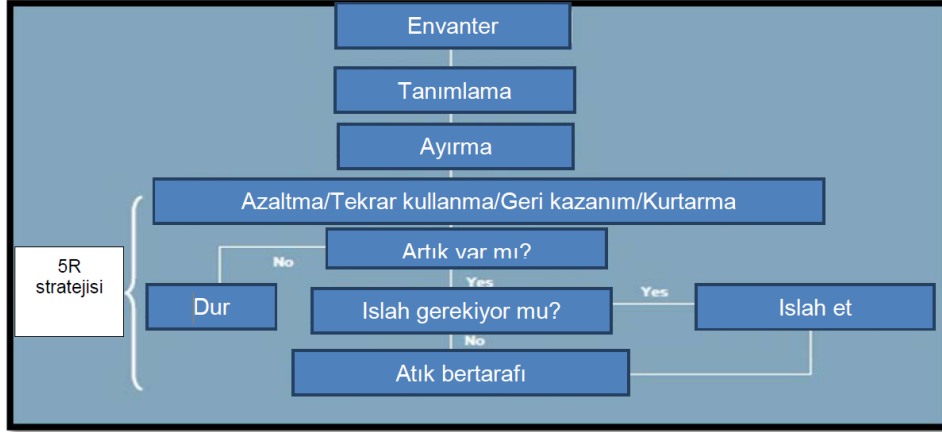 Envanter
Tanımlama
Ayırma
Azaltma/Tekrar kullanma/Geri kazanım/Kurtarma
Artık var mı?
No
Yes
5R
stratejisi
Dur
Islah gerekiyor mu?
Yes
Islah et
No
Atık bertarafı